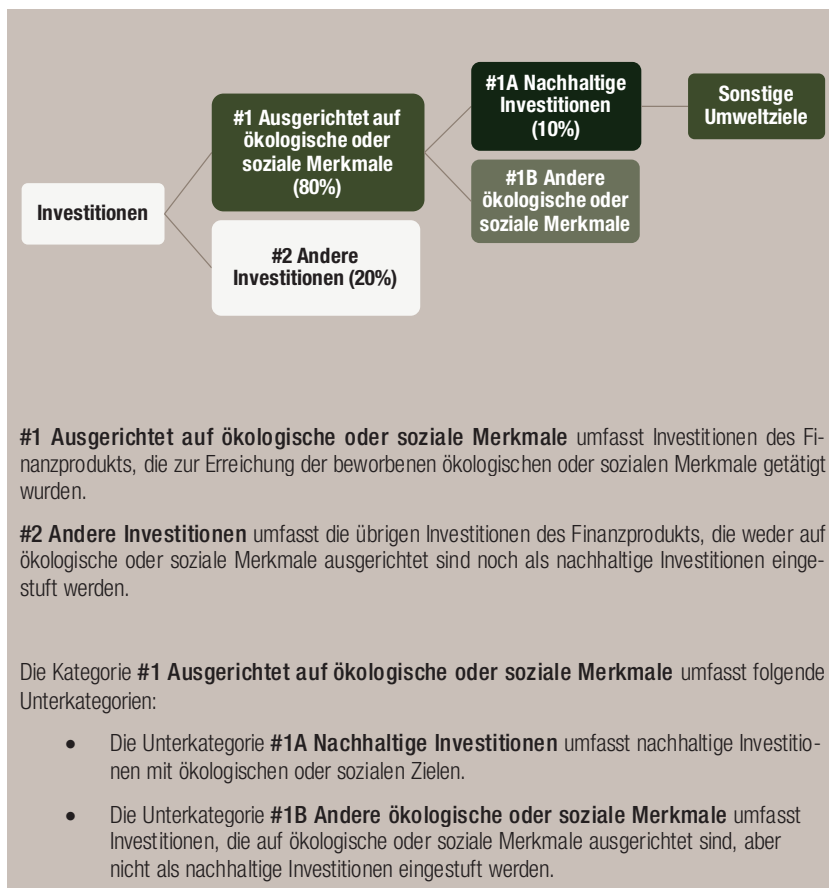 #1A Nachhaltige
Investitionen
(10%)
Sonstige
Umweltziele
#1 Ausgerichtet auf
ökologische oder
soziale Merkmale
(80%)
#1B Andere
ökologische oder
soziale Merkmale
Investitionen
#2 Andere
Investitionen (20%)
#1 Ausgerichtet auf ökologische oder soziale Merkmale umfasst Investitionen des Fi-
nanzprodukts, die zur Erreichung der beworbenen ökologischen oder sozialen Merkmale getätigt
wurden.
#2 Andere Investitionen umfasst die übrigen Investitionen des Finanzprodukts, die weder auf
ökologische oder soziale Merkmale ausgerichtet sind noch als nachhaltige Investitionen einge-
stuft werden.
Die Kategorie #1 Ausgerichtet auf ökologische oder soziale Merkmale umfasst folgende
Unterkategorien:
• Die Unterkategorie #1A Nachhaltige Investitionen umfasst nachhaltige Investitio-
nen mit ökologischen oder sozialen Zielen.
• Die Unterkategorie #1B Andere ökologische oder soziale Merkmale umfasst
Investitionen, die auf ökologische oder soziale Merkmale ausgerichtet sind, aber
nicht als nachhaltige Investitionen eingestuft werden.